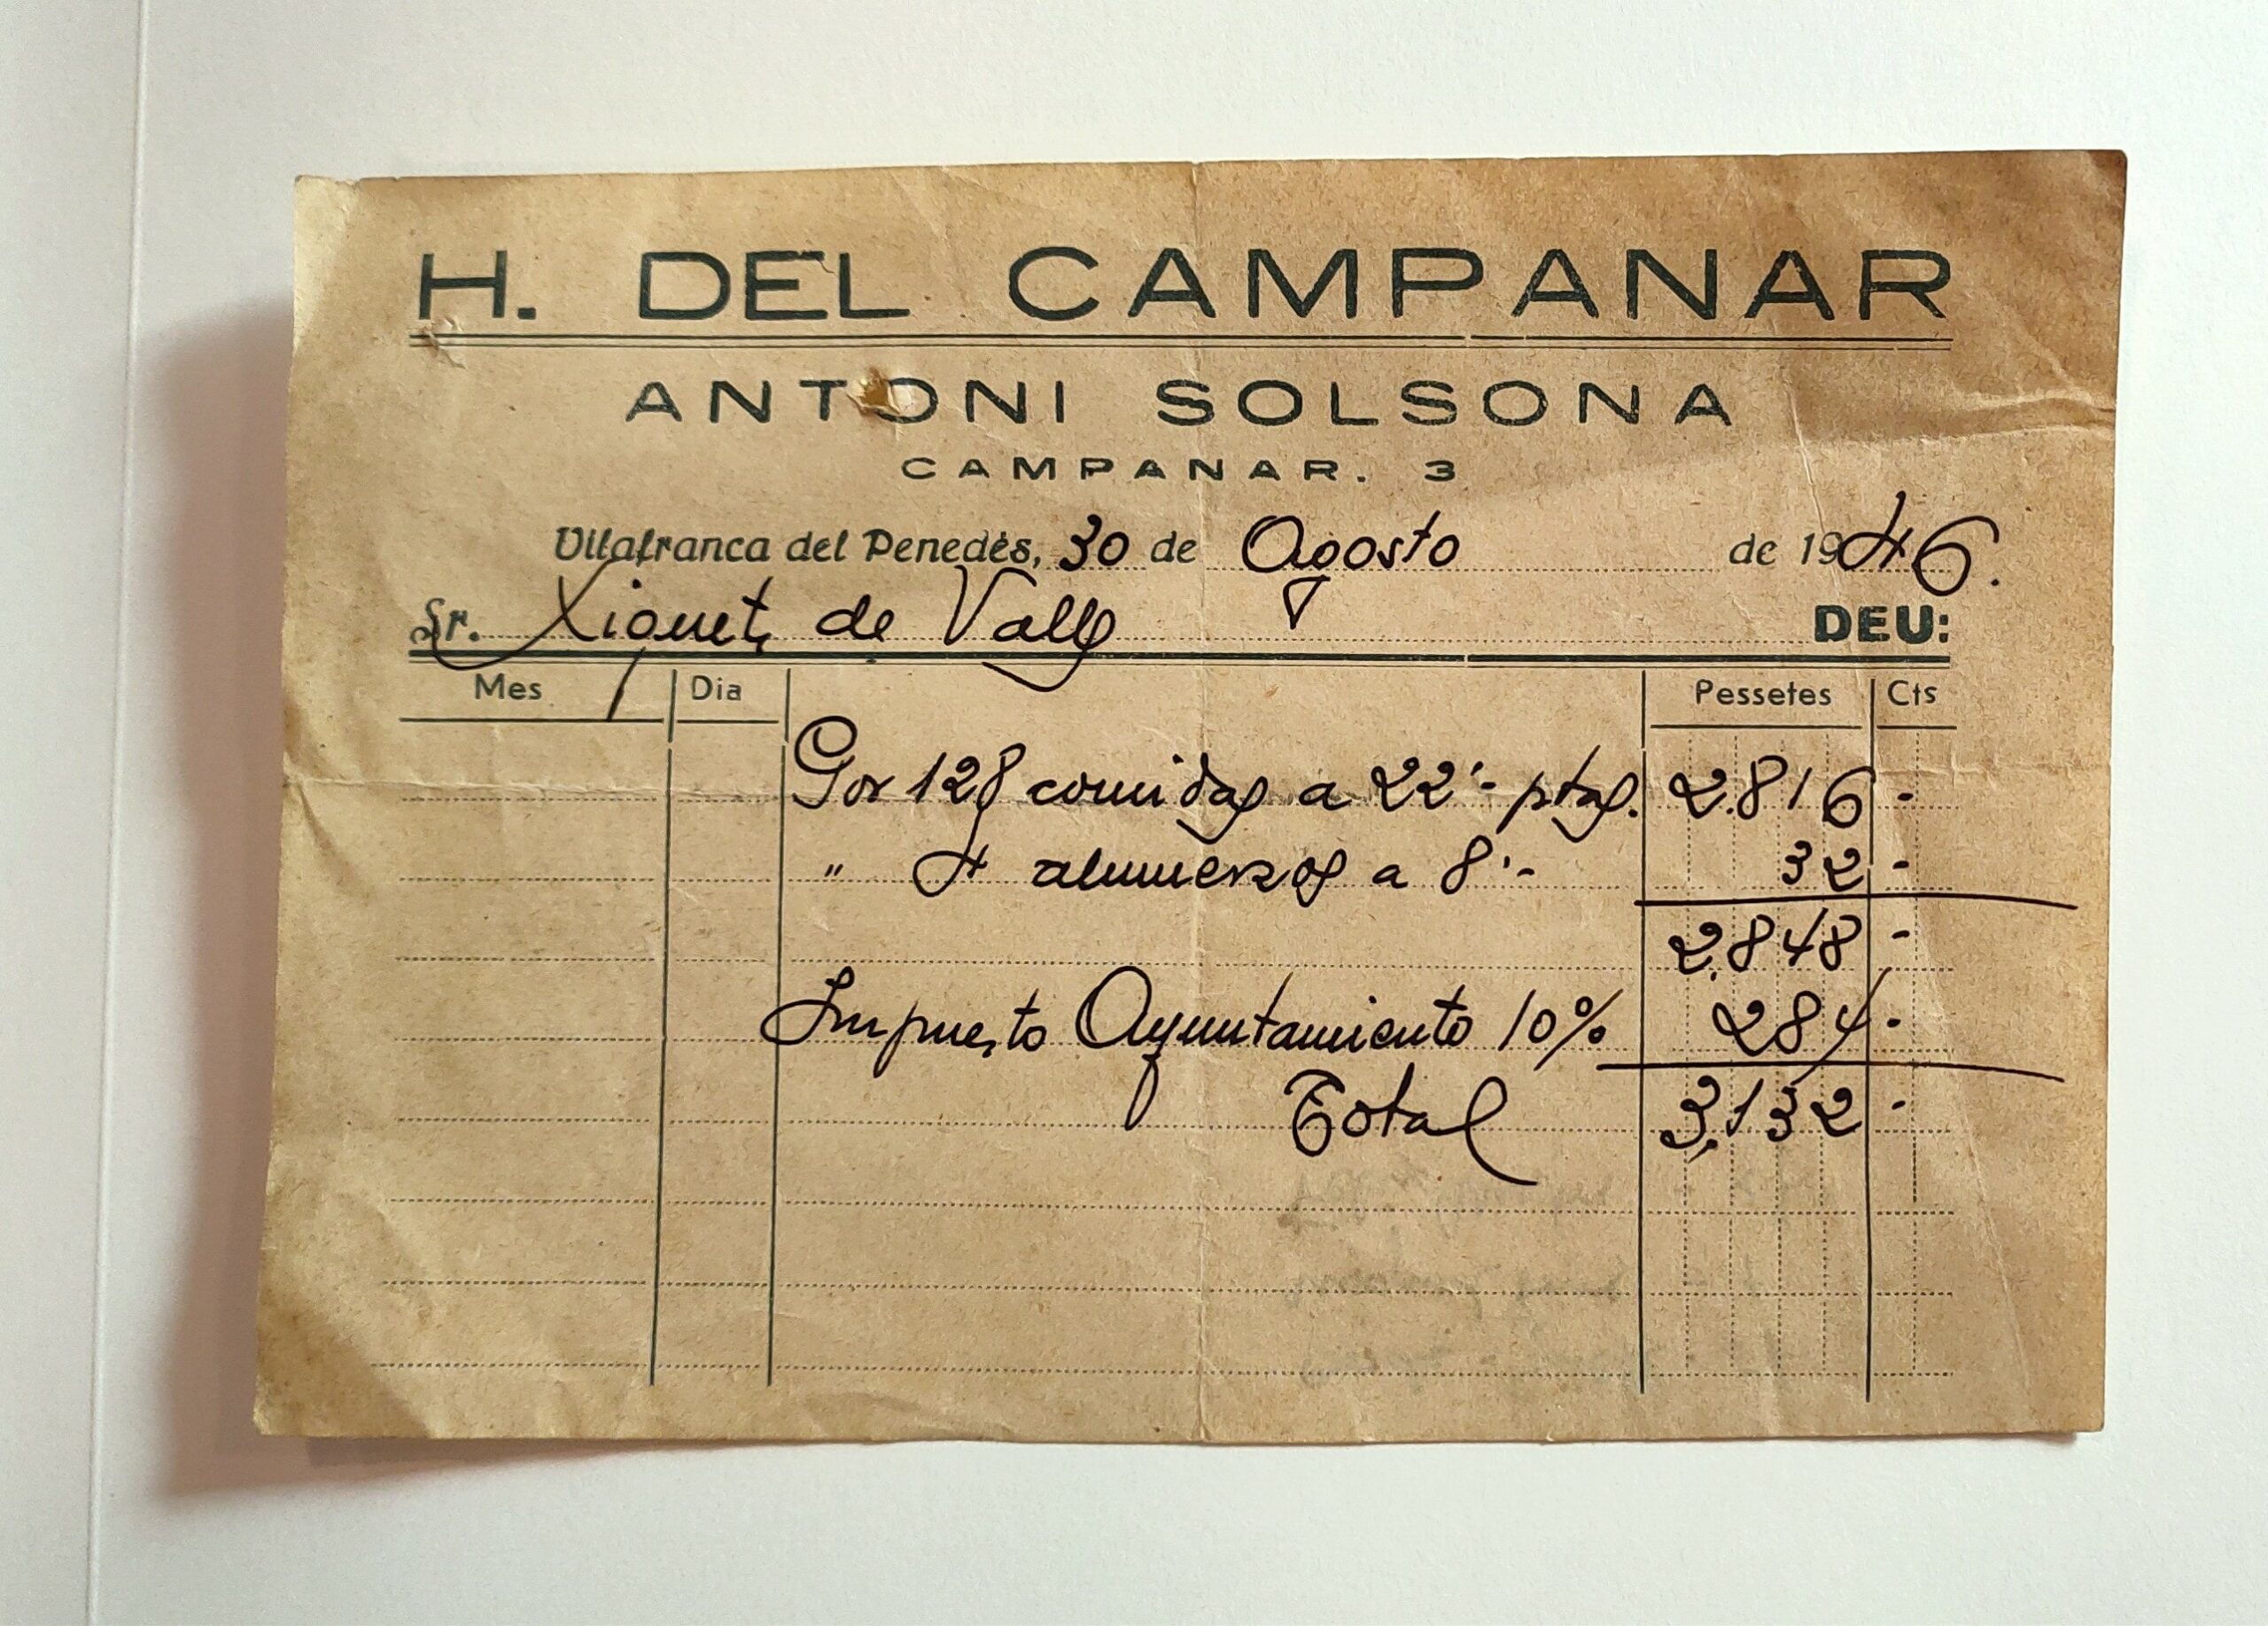 H. DEL CAMPANAR
ANTONI SOLSONA
CAMPANAR. 3
Vilafranca del Penedès, 30 de Agosto de 1946.
Sr. Xiquets de Valls DEU:
Mes Dia Pessetes Cts
Por 128 comidas a 22'- ptas. 2.816 -
" 4 almuerzos a 8'- 32 -
2.848 -
Impuesto Ayuntamiento 10% 284 -
Total 3.132 -